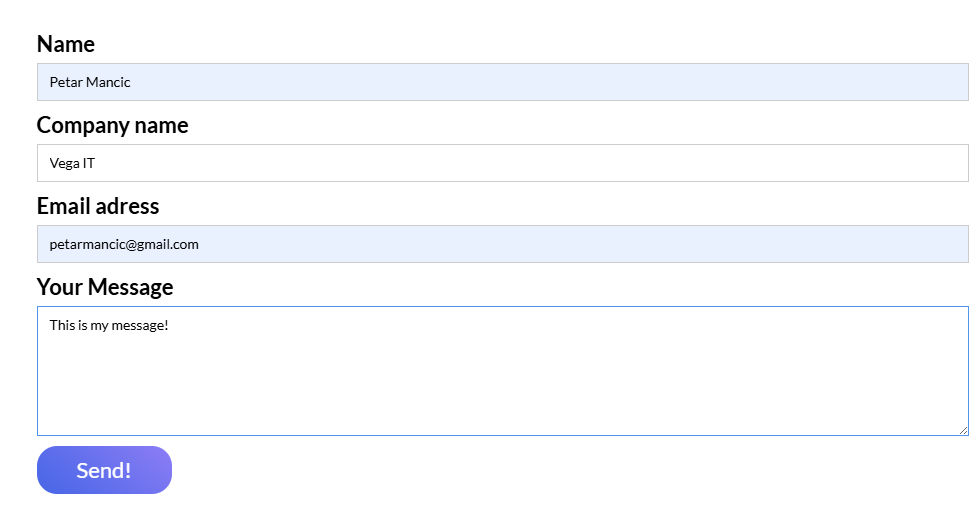 Name
Petar Mancic
Company name
Vega IT
Email adress
petarmancic@gmail.com
Your Message
This is my message!
Send!